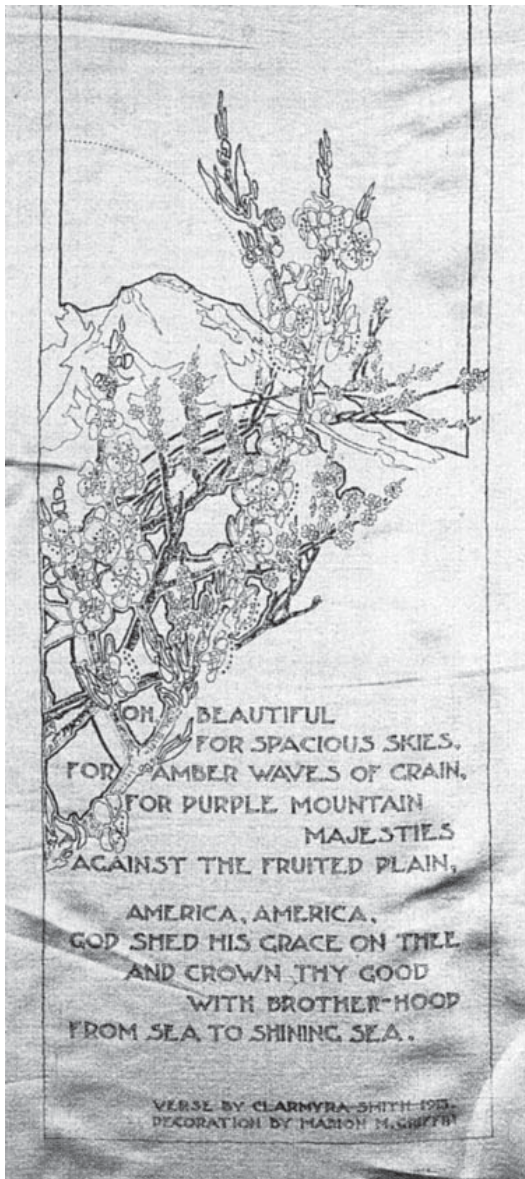 OH BEAUTIFUL
FOR SPACIOUS SKIES,
FOR AMBER WAVES OF GRAIN,
FOR PURPLE MOUNTAIN
MAJESTIES
AGAINST THE FRUITED PLAIN,
AMERICA, AMERICA,
GOD SHED HIS GRACE ON THEE
AND CROWN THY GOOD
WITH BROTHER-HOOD
FROM SEA TO SHINING SEA.
VERSE BY CLARMYRA SMITH
DECORATION BY MARION M. GRIFFIN